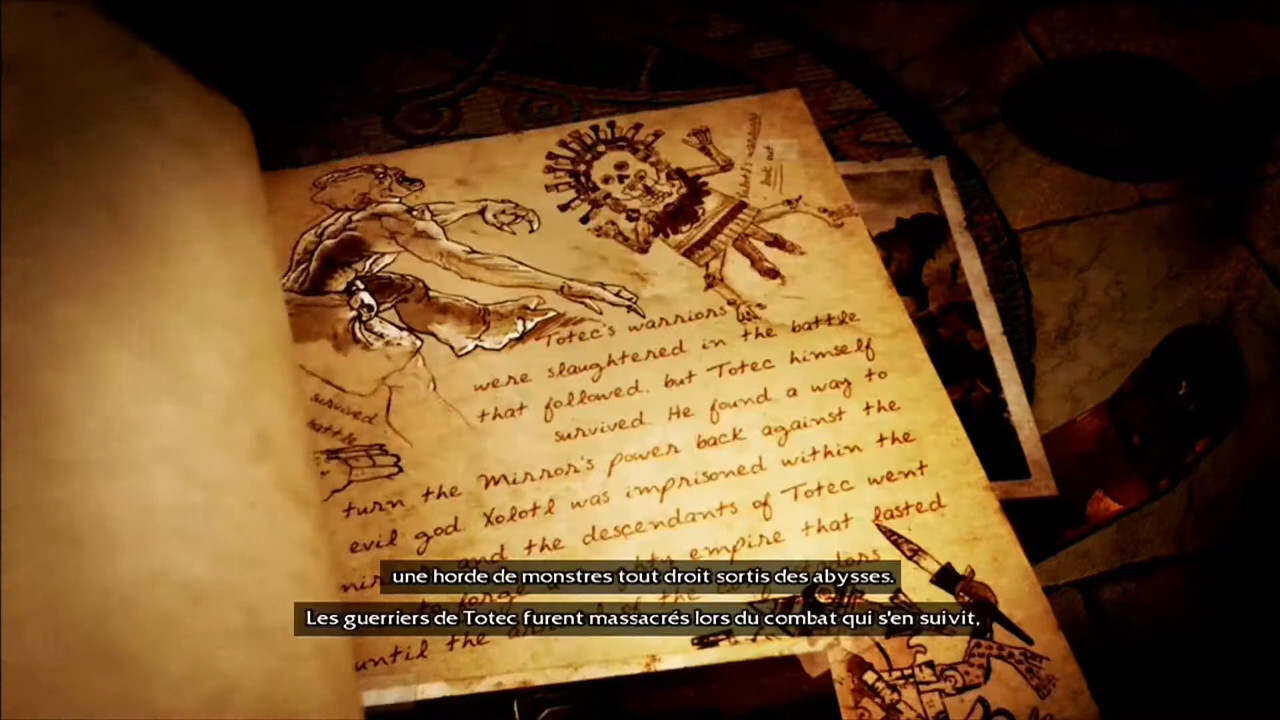 Totec's warriors
were slaughtered in the battle
that followed. but Totec himself
survived. He found a way to
turn the Mirror's power back against the
evil god. Xolotl was imprisoned within the
and the descendants of Totec went
forge empire that lasted
until the
survived
battle
une horde de monstres tout droit sortis des abysses.
Les guerriers de Totec furent massacrés lors du combat qui s'en suivit,